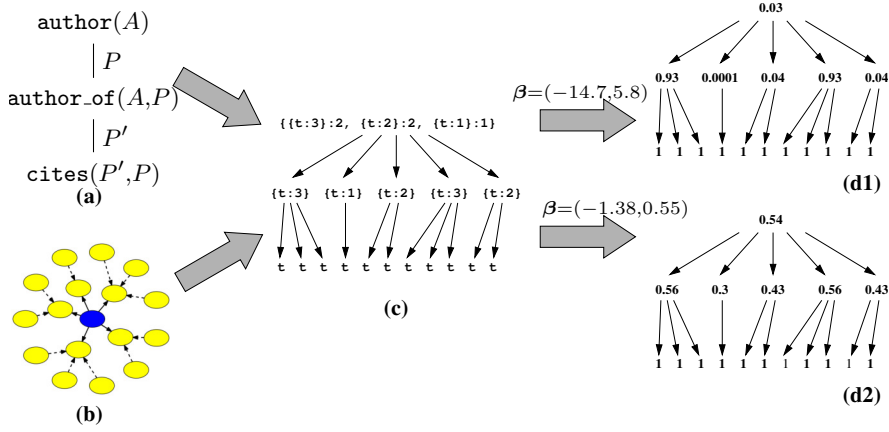 author(A)
P
author_of(A,P)
P'
cites(P',P)
(a)
(b)
{{t:3}:2, {t:2}:2, {t:1}:1}
{t:3} {t:1} {t:2} {t:3} {t:2}
t t t t t t t t t t t
(c)
β=(−14.7,5.8)
0.03
0.93 0.0001 0.04 0.93 0.04
1 1 1 1 1 1 1 1 1 1 1
(d1)
β=(−1.38,0.55)
0.54
0.56 0.3 0.43 0.56 0.43
1 1 1 1 1 1 1 1 1 1 1
(d2)